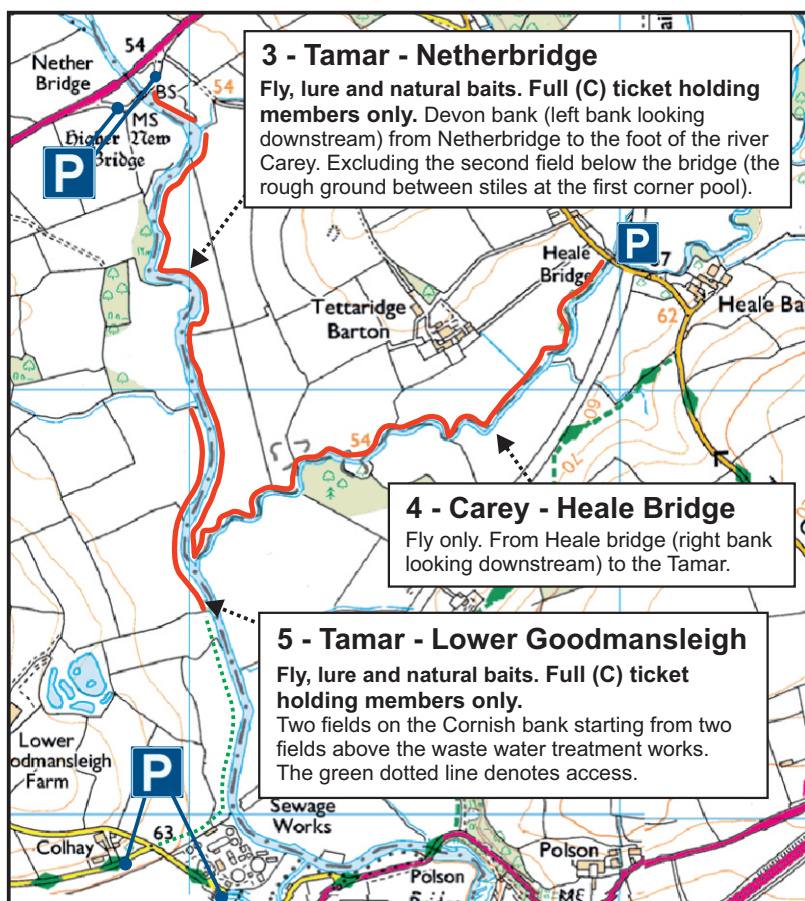 54
Nether
Bridge
BS
54
MS
Higher New
Bridge
P
3 - Tamar - Netherbridge
Fly, lure and natural baits. Full (C) ticket holding
members only. Devon bank (left bank looking
downstream) from Netherbridge to the foot of the river
Carey. Excluding the second field below the bridge (the
rough ground between stiles at the first corner pool).
P
Heale
Bridge
7
Heale Ba
62
Tettaridge
Barton
60
70
54
4 - Carey - Heale Bridge
Fly only. From Heale bridge (right bank
looking downstream) to the Tamar.
5 - Tamar - Lower Goodmansleigh
Fly, lure and natural baits. Full (C) ticket
holding members only.
Two fields on the Cornish bank starting from two
fields above the waste water treatment works.
The green dotted line denotes access.
Lower
odmansleigh
Farm
P
Sewage
Works
63
Colhay
Polson
Polson